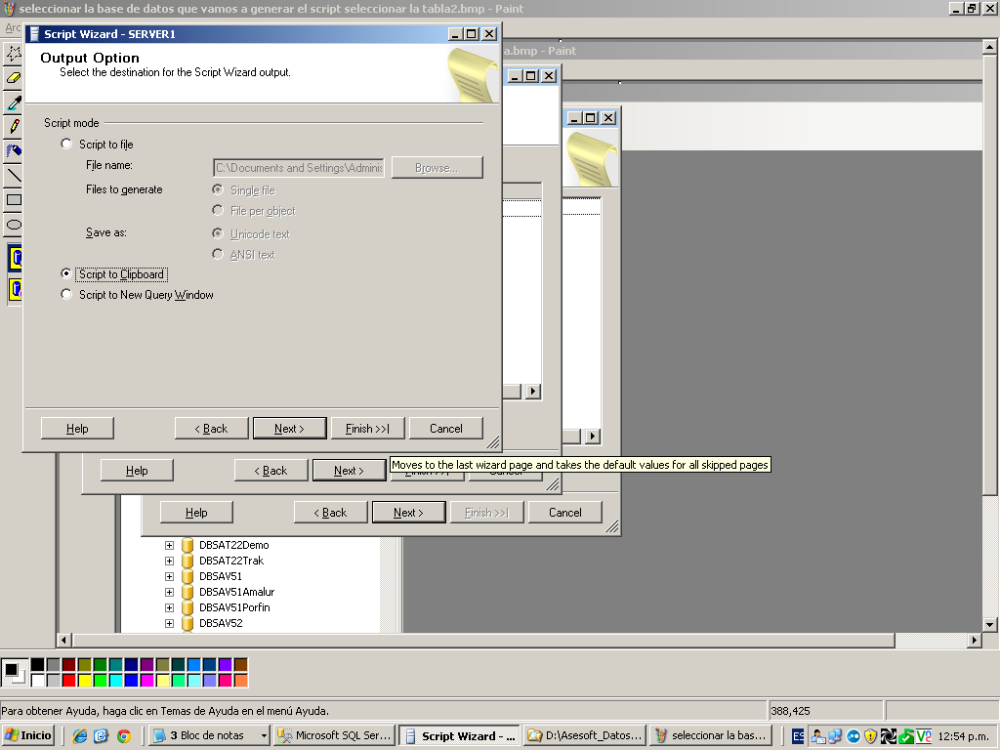 seleccionar la base de datos que vamos a generar el script seleccionar la tabla2.bmp - Paint
Script Wizard - SERVER1
a.bmp - Paint
Output Option
Select the destination for the Script Wizard output.
Script mode
Script to file
File name:
C:\Documents and Settings\Adminis
Browse...
Files to generate
Single file
File per object
Save as:
Unicode text
ANSI text
Script to Clipboard
Script to New Query Window
Help
< Back
Next >
Finish >>|
Cancel
Moves to the last wizard page and takes the default values for all skipped pages
Help
< Back
Next >
Help
< Back
Next >
Finish >>|
Cancel
DBSAT22Demo
DBSAT22Trak
DBSAV51
DBSAV51Amalur
DBSAV51Porfin
DBSAV52
Para obtener Ayuda, haga clic en Temas de Ayuda en el menú Ayuda.
388,425
Inicio
3 Bloc de notas
Microsoft SQL Ser...
Script Wizard - ...
D:\Asesoft_Datos...
seleccionar la bas...
ES
12:54 p.m.